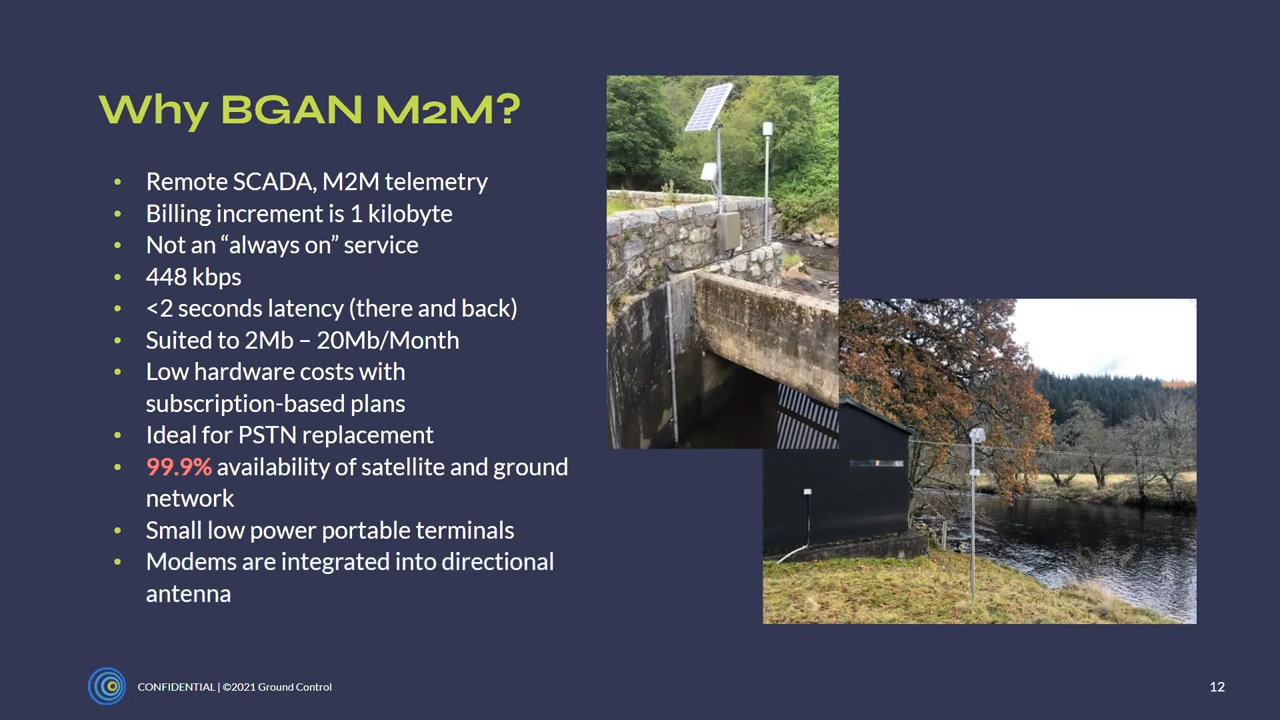 Why BGAN M2M?
• Remote SCADA, M2M telemetry
• Billing increment is 1 kilobyte
• Not an “always on” service
• 448 kbps
• <2 seconds latency (there and back)
• Suited to 2Mb – 20Mb/Month
• Low hardware costs with
subscription-based plans
• Ideal for PSTN replacement
• 99.9% availability of satellite and ground
network
• Small low power portable terminals
• Modems are integrated into directional
antenna
CONFIDENTIAL | ©2021 Ground Control
12